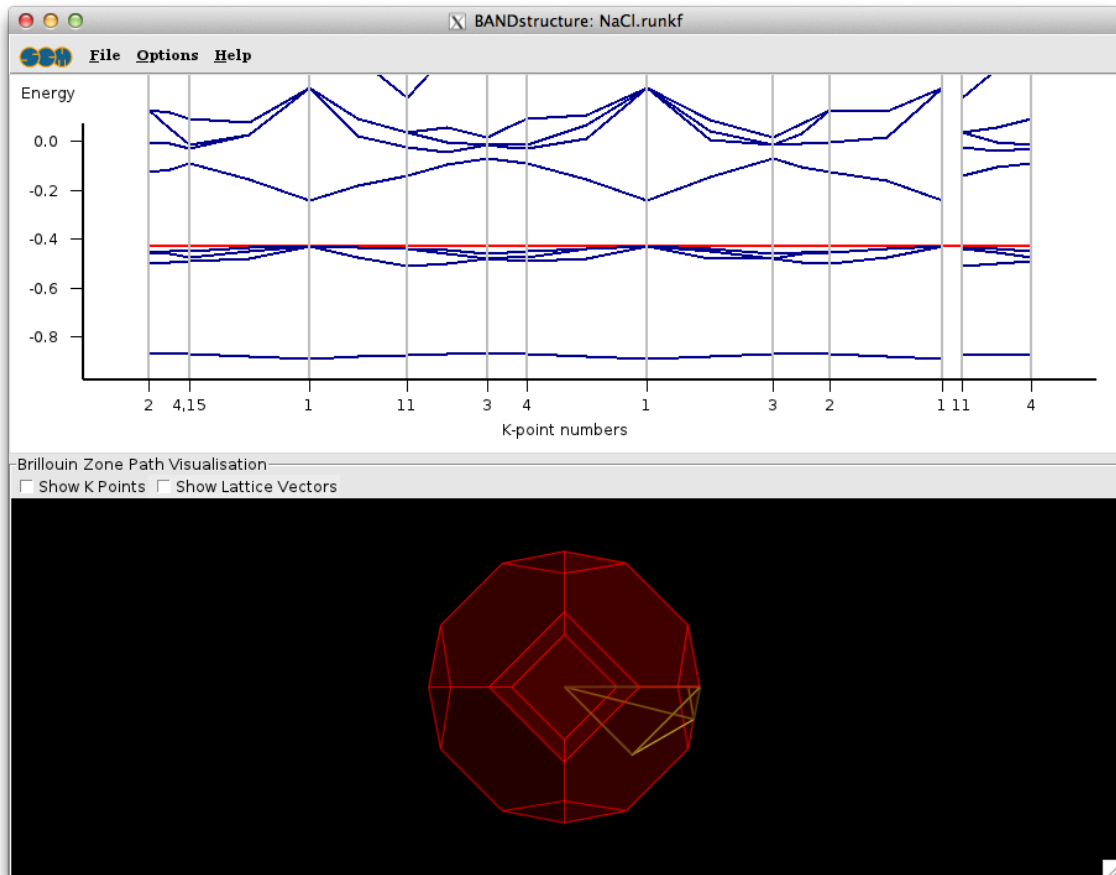 BANDstructure: NaCl.runkf
SCM File Options Help
Energy
0.0
-0.2
-0.4
-0.6
-0.8
2 4,15 1 11 3 4 1 3 2 1 11 4
K-point numbers
Brillouin Zone Path Visualisation
Show K Points Show Lattice Vectors